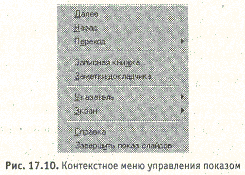 Далее
Назад
Переход
Записная книжка
Заметки докладчика
Указатель
Экран
Справка
Завершить показ слайдов
Рис. 17.10. Контекстное меню управления показом